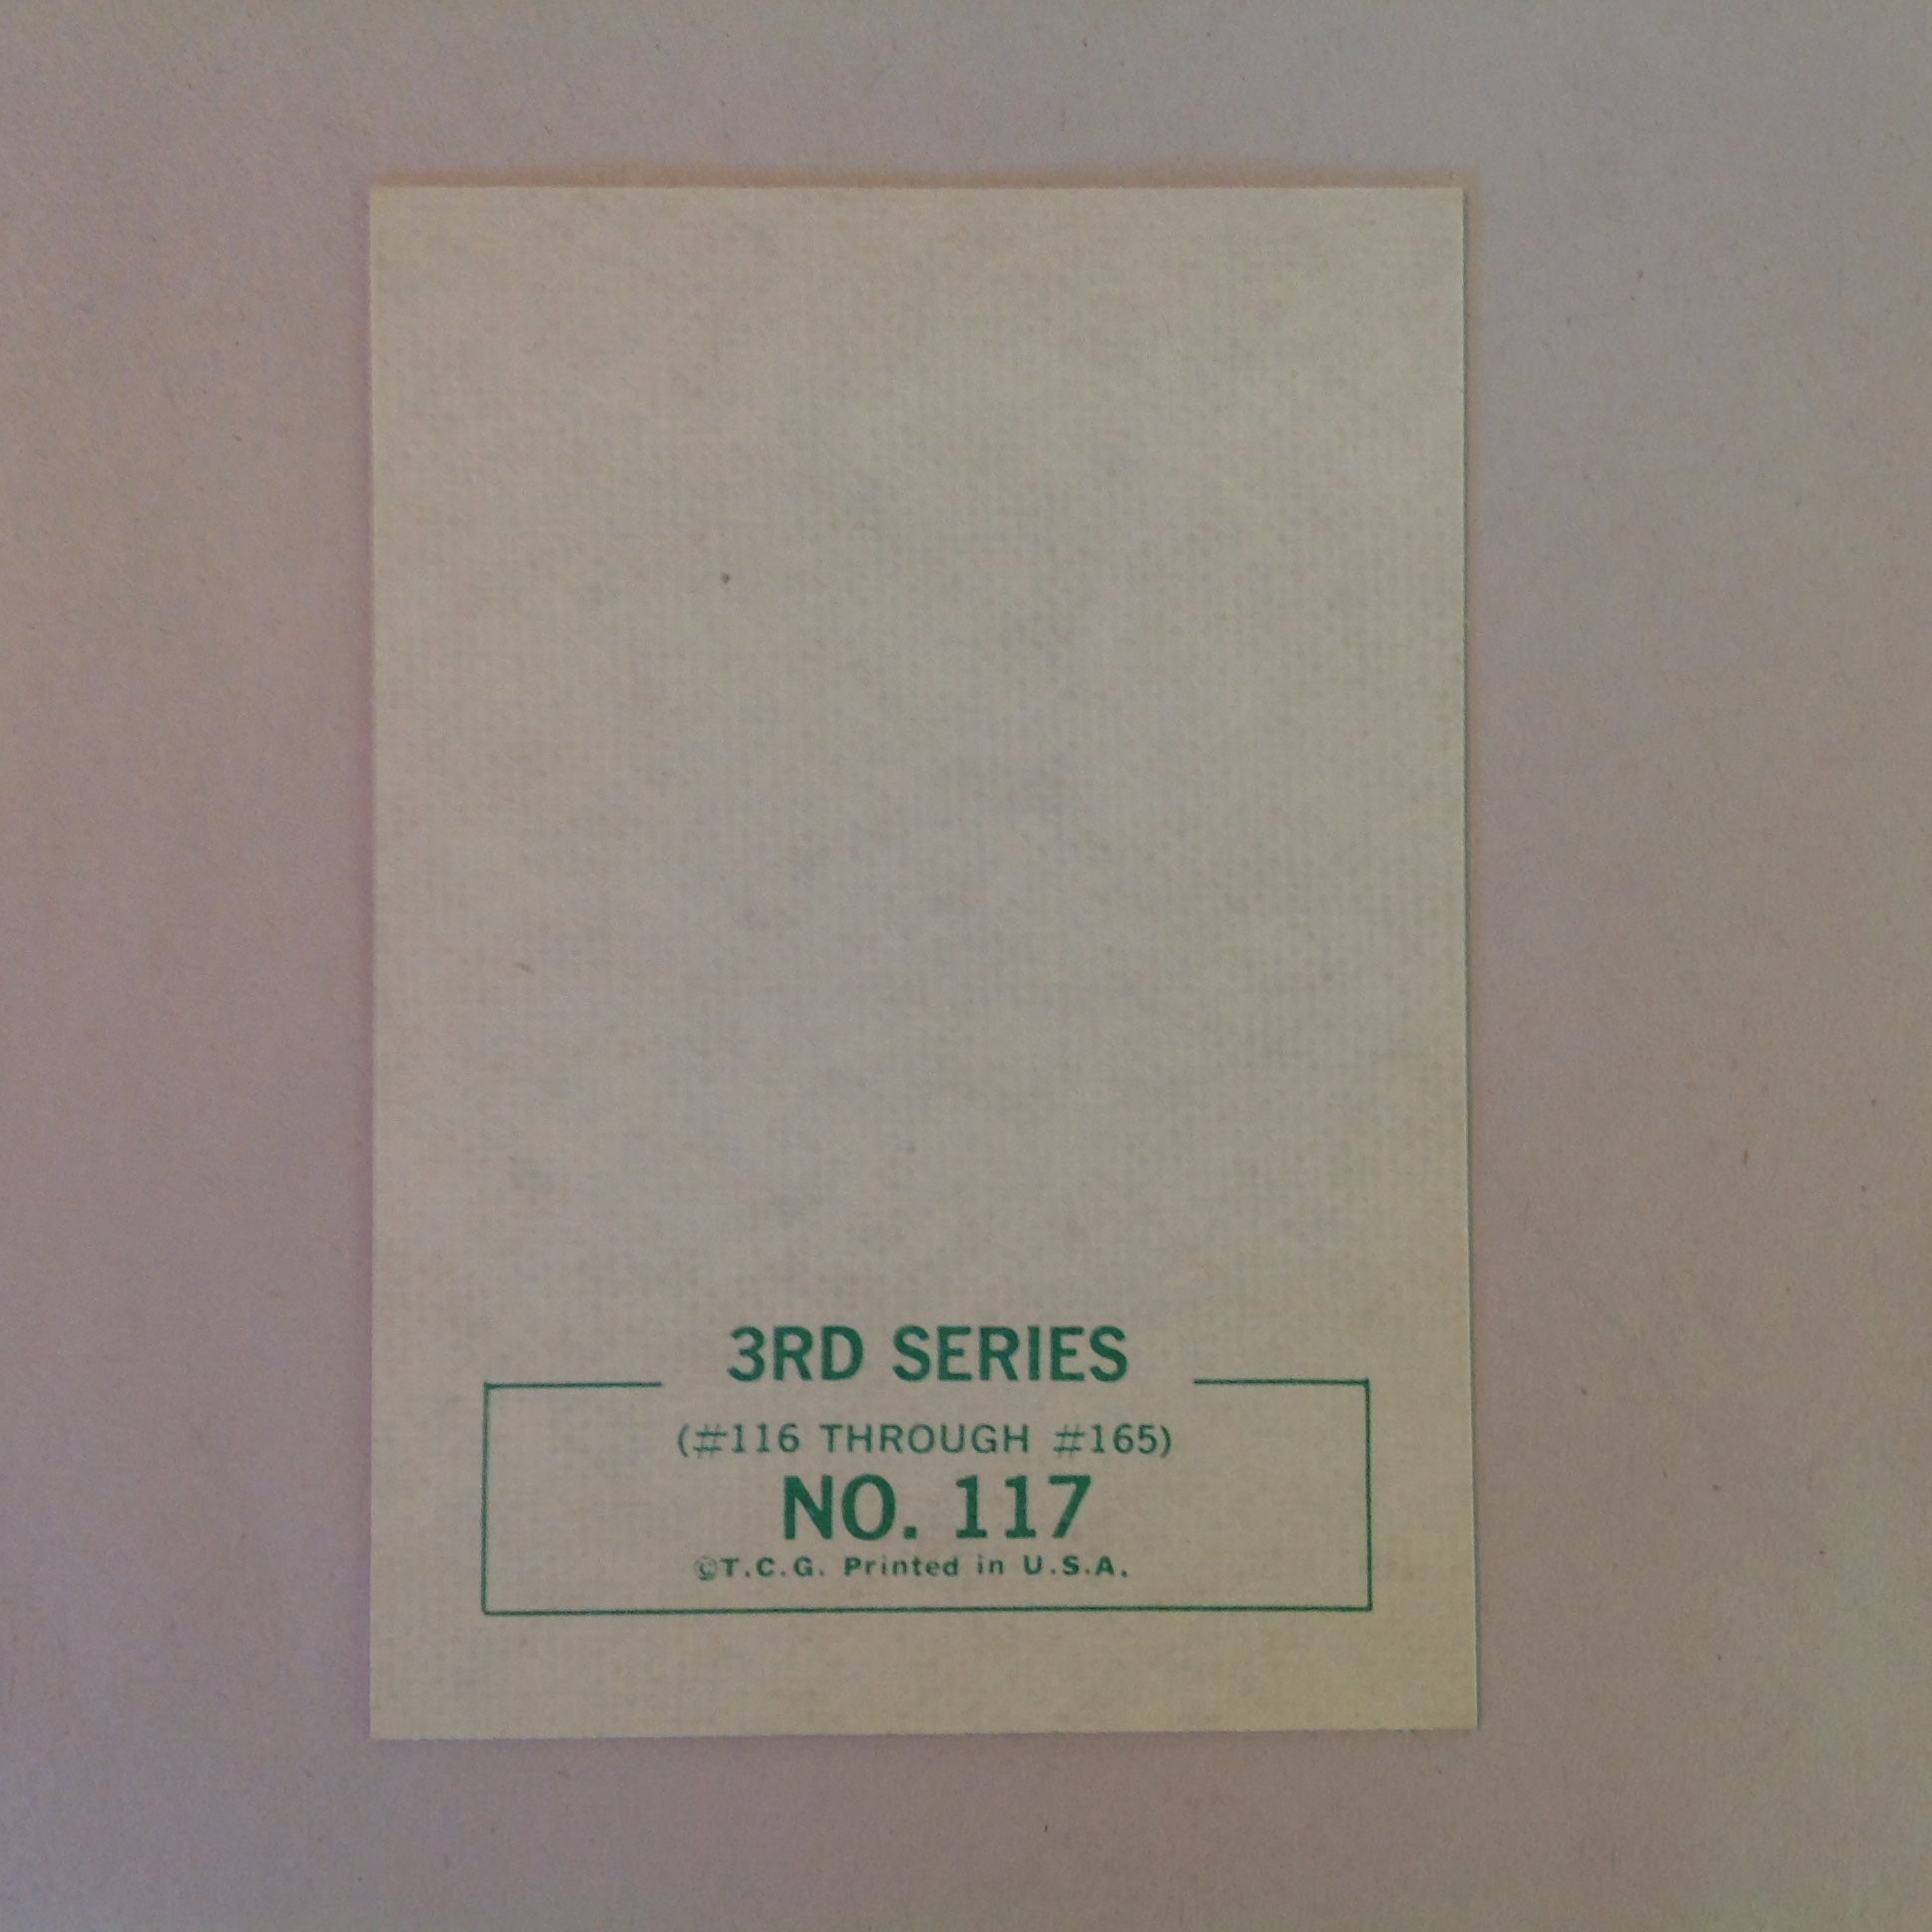 3RD SERIES
(#116 THROUGH #165)
NO. 117
©T.C.G. Printed in U.S.A.